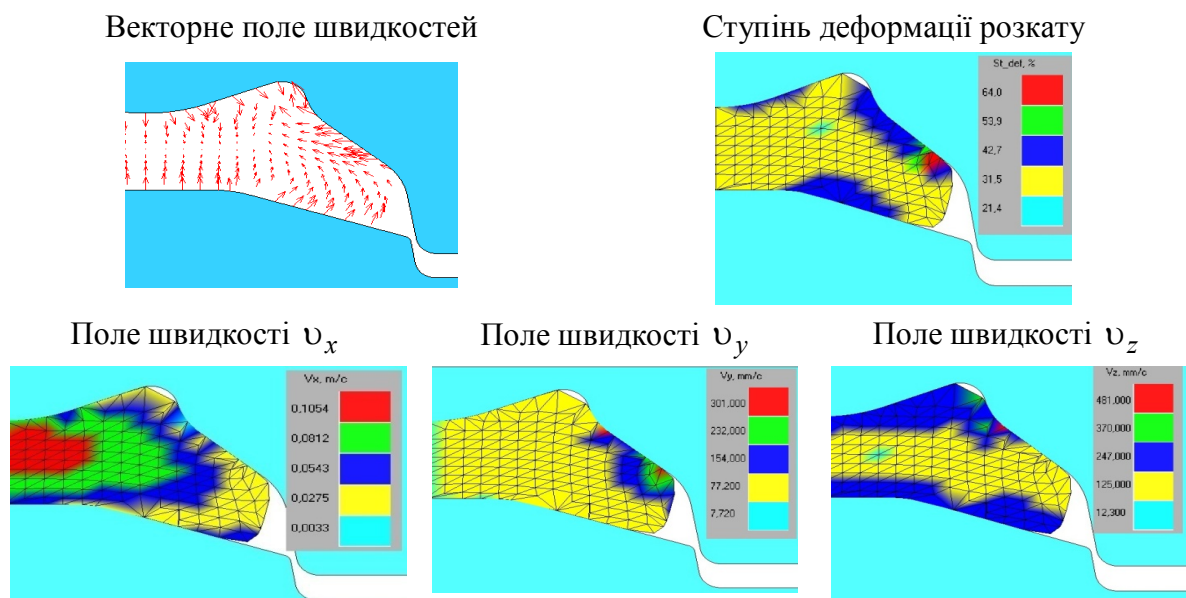 Векторне поле швидкостей
Ступінь деформації розкату
St_def, %
64,0
53,9
42,7
31,5
21,4
Поле швидкості υx
Поле швидкості υy
Поле швидкості υz
Vx, m/c
0,1054
0,0812
0,0543
0,0275
0,0033
Vy, mm/c
301,000
232,000
154,000
77,200
7,720
Vz, mm/c
481,000
370,000
247,000
125,000
12,300